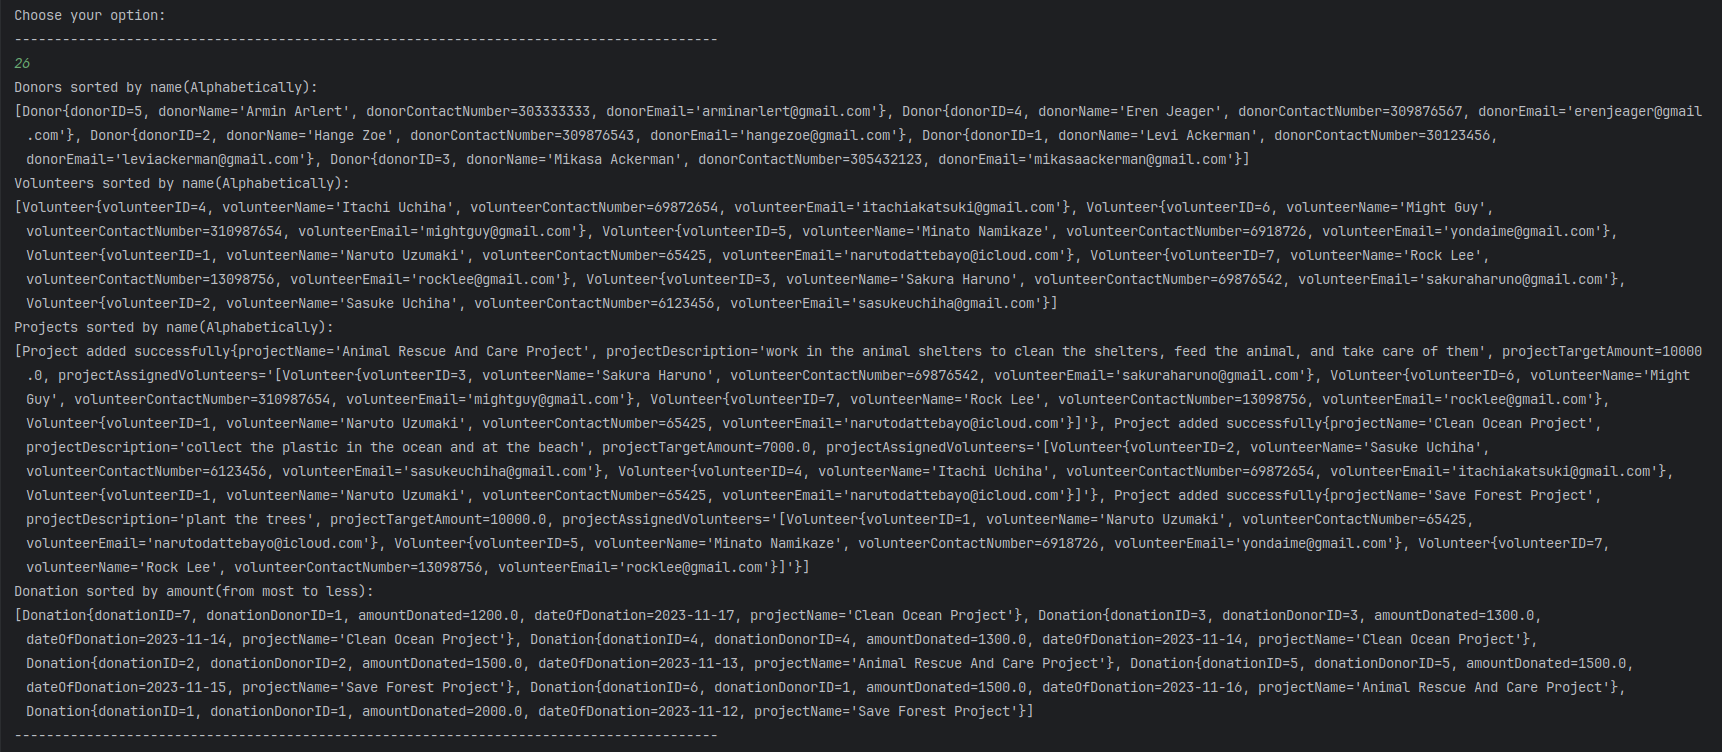 Choose your option:
----------------------------------------------------------------------------------------
26
Donors sorted by name(Alphabetically):
[Donor{donorID=5, donorName='Armin Arlert', donorContactNumber=303333333, donorEmail='arminarlert@gmail.com'}, Donor{donorID=4, donorName='Eren Jeager', donorContactNumber=309876567, donorEmail='erenjeager@gmail
.com'}, Donor{donorID=2, donorName='Hange Zoe', donorContactNumber=309876543, donorEmail='hangezoe@gmail.com'}, Donor{donorID=1, donorName='Levi Ackerman', donorContactNumber=30123456,
donorEmail='leviackerman@gmail.com'}, Donor{donorID=3, donorName='Mikasa Ackerman', donorContactNumber=305432123, donorEmail='mikasaackerman@gmail.com'}]
Volunteers sorted by name(Alphabetically):
[Volunteer{volunteerID=4, volunteerName='Itachi Uchiha', volunteerContactNumber=69872654, volunteerEmail='itachiakatsuki@gmail.com'}, Volunteer{volunteerID=6, volunteerName='Might Guy',
volunteerContactNumber=310987654, volunteerEmail='mightguy@gmail.com'}, Volunteer{volunteerID=5, volunteerName='Minato Namikaze', volunteerContactNumber=6918726, volunteerEmail='yondaime@gmail.com'},
Volunteer{volunteerID=1, volunteerName='Naruto Uzumaki', volunteerContactNumber=65425, volunteerEmail='narutodattebayo@icloud.com'}, Volunteer{volunteerID=7, volunteerName='Rock Lee',
volunteerContactNumber=13098756, volunteerEmail='rocklee@gmail.com'}, Volunteer{volunteerID=3, volunteerName='Sakura Haruno', volunteerContactNumber=69876542, volunteerEmail='sakuraharuno@gmail.com'},
Volunteer{volunteerID=2, volunteerName='Sasuke Uchiha', volunteerContactNumber=6123456, volunteerEmail='sasukeuchiha@gmail.com'}]
Projects sorted by name(Alphabetically):
[Project added successfully{projectName='Animal Rescue And Care Project', projectDescription='work in the animal shelters to clean the shelters, feed the animal, and take care of them', projectTargetAmount=10000
.0, projectAssignedVolunteers='[Volunteer{volunteerID=3, volunteerName='Sakura Haruno', volunteerContactNumber=69876542, volunteerEmail='sakuraharuno@gmail.com'}, Volunteer{volunteerID=6, volunteerName='Might
Guy', volunteerContactNumber=310987654, volunteerEmail='mightguy@gmail.com'}, Volunteer{volunteerID=7, volunteerName='Rock Lee', volunteerContactNumber=13098756, volunteerEmail='rocklee@gmail.com'},
Volunteer{volunteerID=1, volunteerName='Naruto Uzumaki', volunteerContactNumber=65425, volunteerEmail='narutodattebayo@icloud.com'}]'}, Project added successfully{projectName='Clean Ocean Project',
projectDescription='collect the plastic in the ocean and at the beach', projectTargetAmount=7000.0, projectAssignedVolunteers='[Volunteer{volunteerID=2, volunteerName='Sasuke Uchiha',
volunteerContactNumber=6123456, volunteerEmail='sasukeuchiha@gmail.com'}, Volunteer{volunteerID=4, volunteerName='Itachi Uchiha', volunteerContactNumber=69872654, volunteerEmail='itachiakatsuki@gmail.com'},
Volunteer{volunteerID=1, volunteerName='Naruto Uzumaki', volunteerContactNumber=65425, volunteerEmail='narutodattebayo@icloud.com'}]'}, Project added successfully{projectName='Save Forest Project',
projectDescription='plant the trees', projectTargetAmount=10000.0, projectAssignedVolunteers='[Volunteer{volunteerID=1, volunteerName='Naruto Uzumaki', volunteerContactNumber=65425,
volunteerEmail='narutodattebayo@icloud.com'}, Volunteer{volunteerID=5, volunteerName='Minato Namikaze', volunteerContactNumber=6918726, volunteerEmail='yondaime@gmail.com'}, Volunteer{volunteerID=7,
volunteerName='Rock Lee', volunteerContactNumber=13098756, volunteerEmail='rocklee@gmail.com'}]'}]
Donation sorted by amount(from most to less):
[Donation{donationID=7, donationDonorID=1, amountDonated=1200.0, dateOfDonation=2023-11-17, projectName='Clean Ocean Project'}, Donation{donationID=3, donationDonorID=3, amountDonated=1300.0,
dateOfDonation=2023-11-14, projectName='Clean Ocean Project'}, Donation{donationID=4, donationDonorID=4, amountDonated=1300.0, dateOfDonation=2023-11-14, projectName='Clean Ocean Project'},
Donation{donationID=2, donationDonorID=2, amountDonated=1500.0, dateOfDonation=2023-11-13, projectName='Animal Rescue And Care Project'}, Donation{donationID=5, donationDonorID=5, amountDonated=1500.0,
dateOfDonation=2023-11-15, projectName='Save Forest Project'}, Donation{donationID=6, donationDonorID=1, amountDonated=1500.0, dateOfDonation=2023-11-16, projectName='Animal Rescue And Care Project'},
Donation{donationID=1, donationDonorID=1, amountDonated=2000.0, dateOfDonation=2023-11-12, projectName='Save Forest Project'}]
----------------------------------------------------------------------------------------